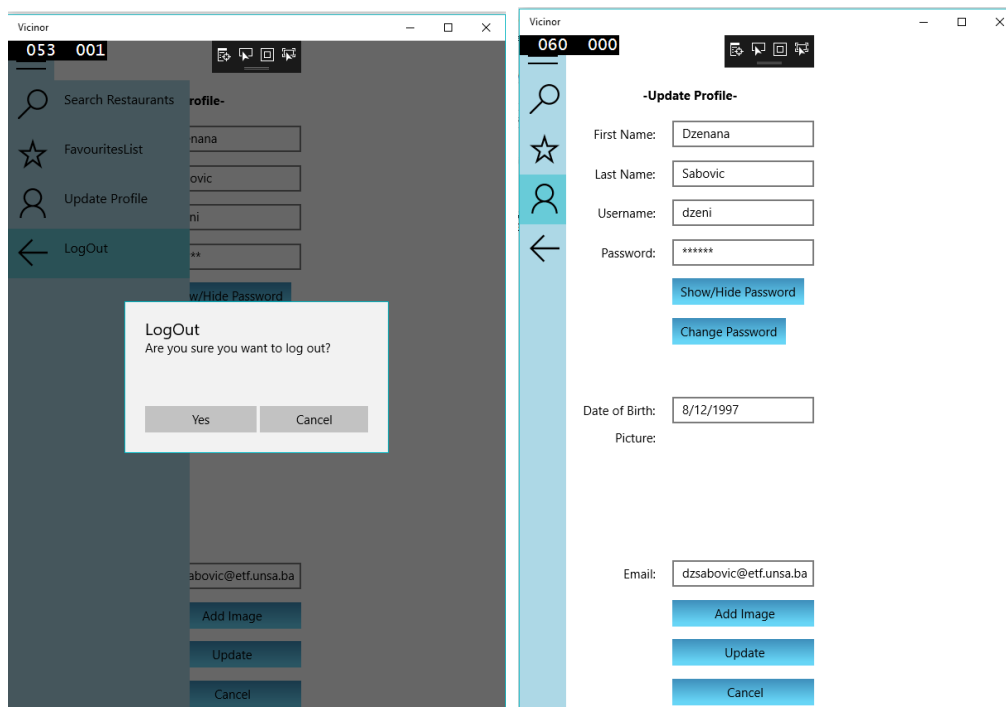 Vicinor
053 001
Search Restaurants
rofile-
FavouritesList
nana
Update Profile
ovic
LogOut
ni
**
w/Hide Password
LogOut
Are you sure you want to log out?
Yes
Cancel
abovic@etf.unsa.ba
Add Image
Update
Cancel
Vicinor
060 000
-Update Profile-
First Name: Dzenana
Last Name: Sabovic
Username: dzeni
Password: ******
Show/Hide Password
Change Password
Date of Birth: 8/12/1997
Picture:
Email: dzsabovic@etf.unsa.ba
Add Image
Update
Cancel